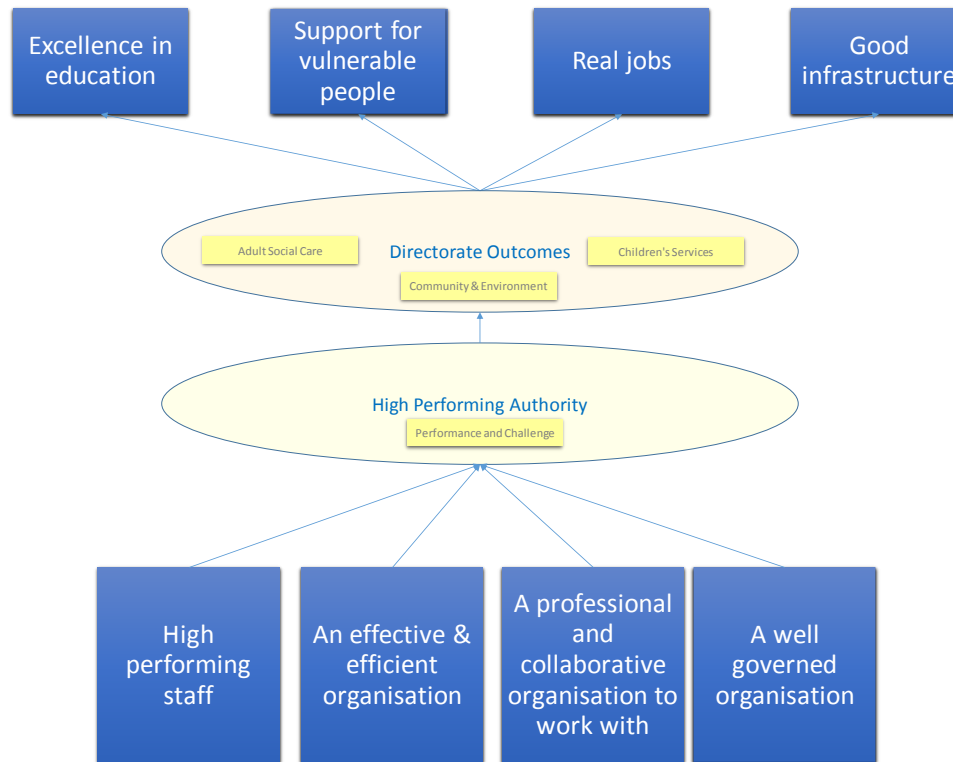 Excellence in
education
Support for
vulnerable
people
Real jobs
Good
infrastructure
Adult Social Care
Directorate Outcomes
Children's Services
Community & Environment
High Performing Authority
Performance and Challenge
High
performing
staff
An effective &
efficient
organisation
A professional
and
collaborative
organisation to
work with
A well
governed
organisation